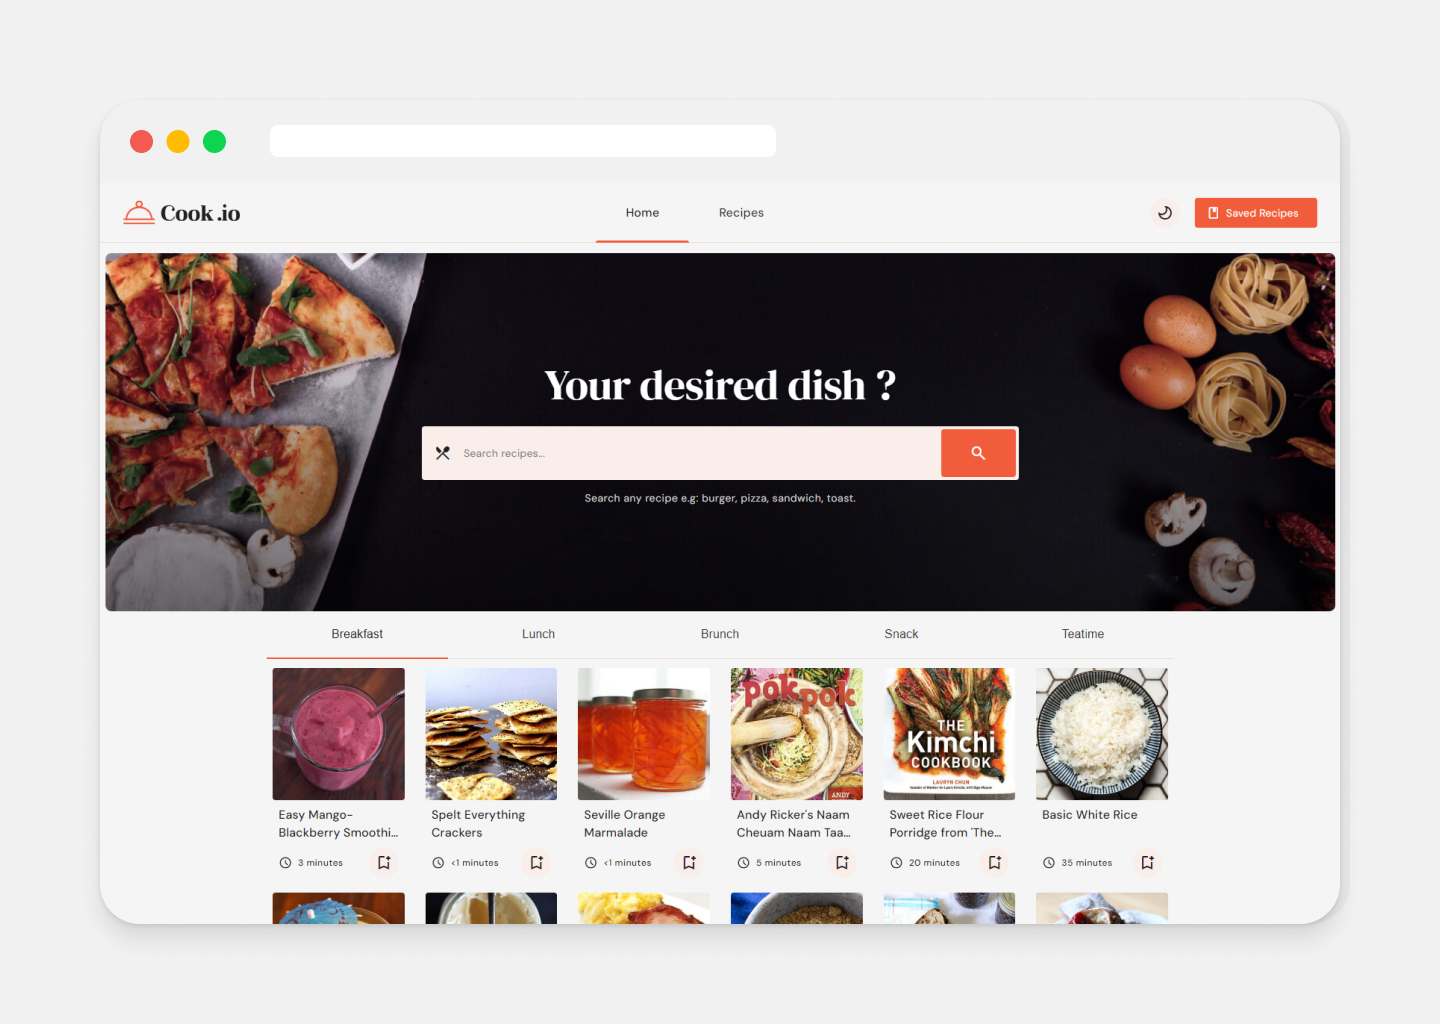 Cook.io
Home
Recipes
Saved Recipes
Your desired dish ?
Search recipes...
Search any recipe e.g: burger, pizza, sandwich, toast.
Breakfast
Lunch
Brunch
Snack
Teatime
pok pok
ANDY
THE
Kimchi
COOKBOOK
LAURYN CHUN
Easy Mango-
Blackberry Smoothi...
Spelt Everything
Crackers
Seville Orange
Marmalade
Andy Ricker's Naam
Cheuam Naam Taa...
Sweet Rice Flour
Porridge from 'The...
Basic White Rice
3 minutes
<1 minutes
<1 minutes
5 minutes
20 minutes
35 minutes